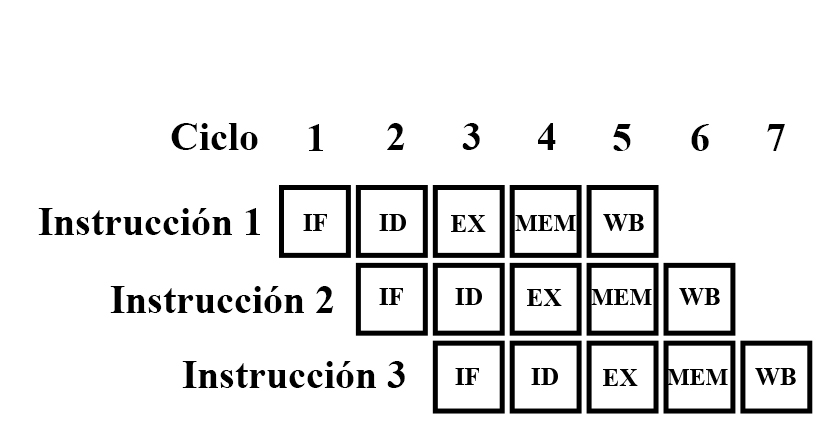 Ciclo 1 2 3 4 5 6 7
Instrucción 1 IF ID EX MEM WB
Instrucción 2 IF ID EX MEM WB
Instrucción 3 IF ID EX MEM WB